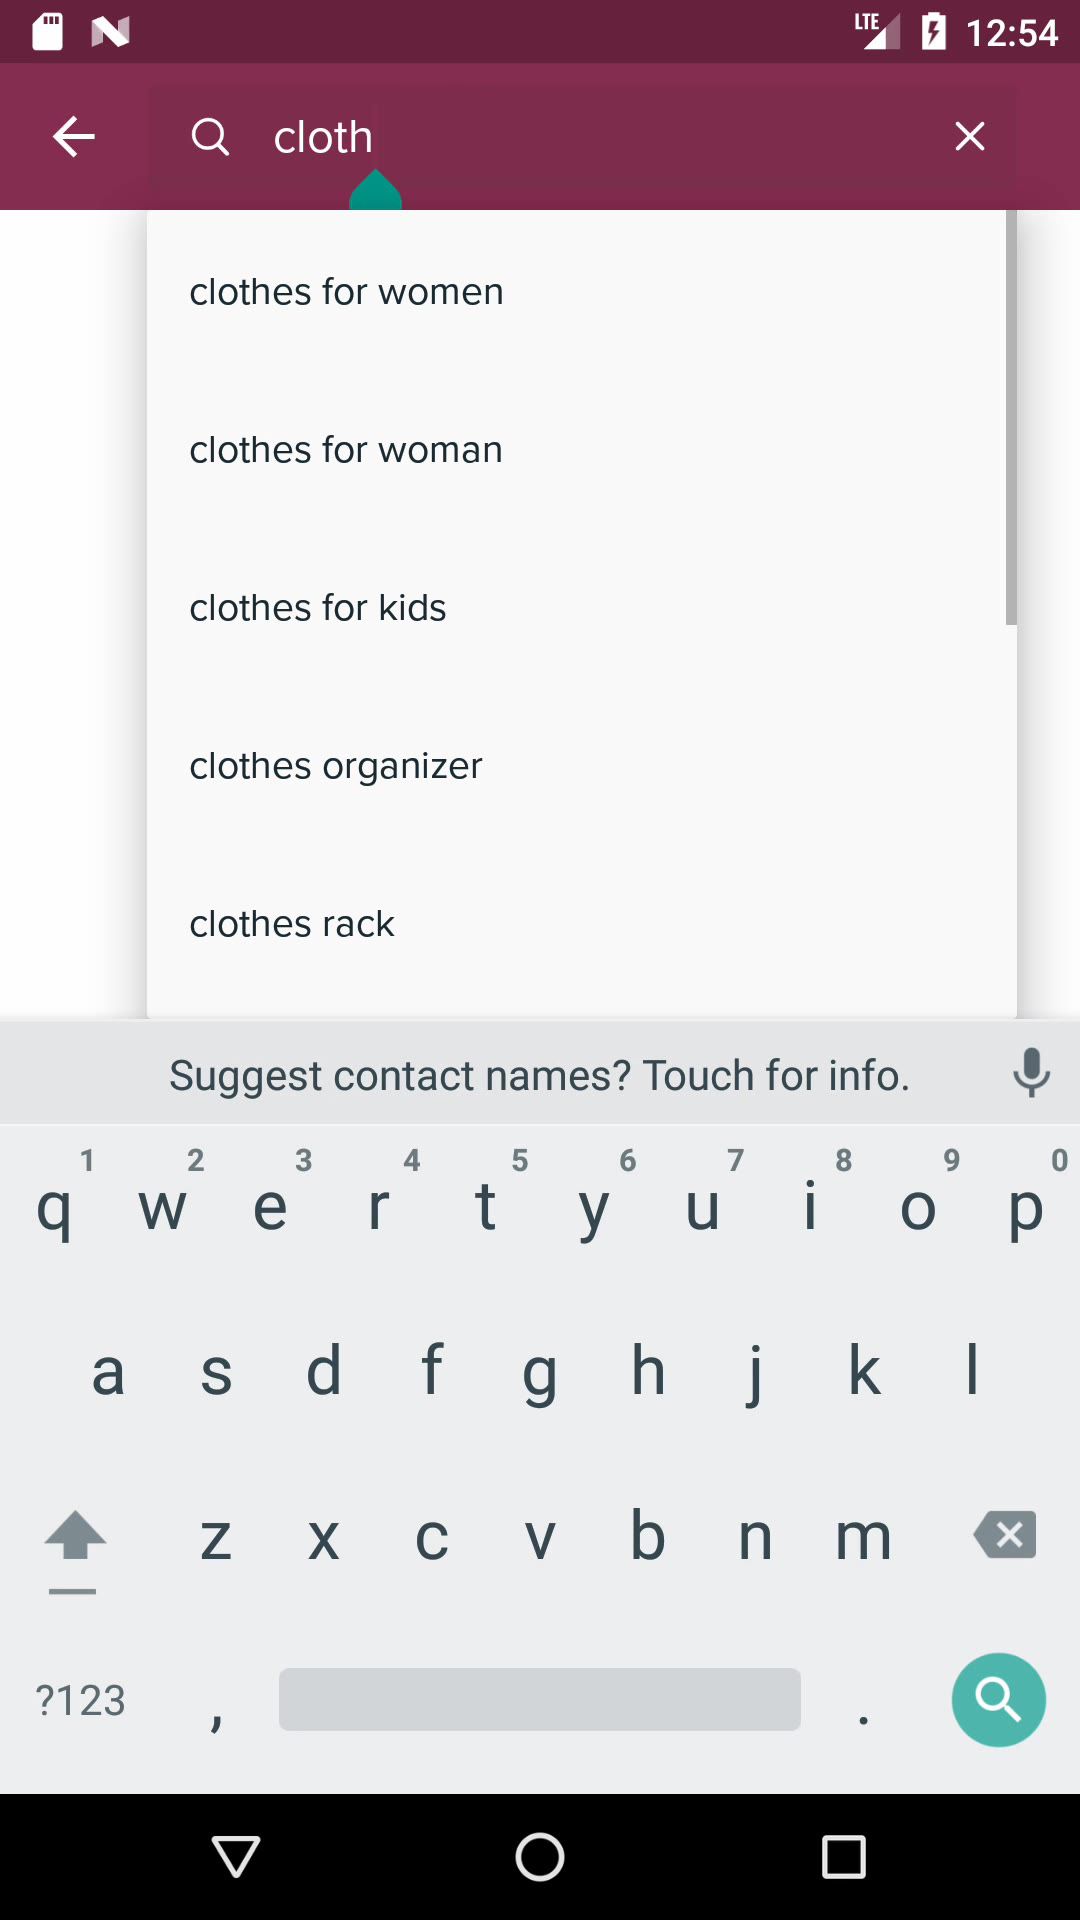 LTE 12:54
cloth
clothes for women
clothes for woman
clothes for kids
clothes organizer
clothes rack
Suggest contact names? Touch for info.
1 2 3 4 5 6 7 8 9 0
q w e r t y u i o p
a s d f g h j k l
z x c v b n m
?123 , .